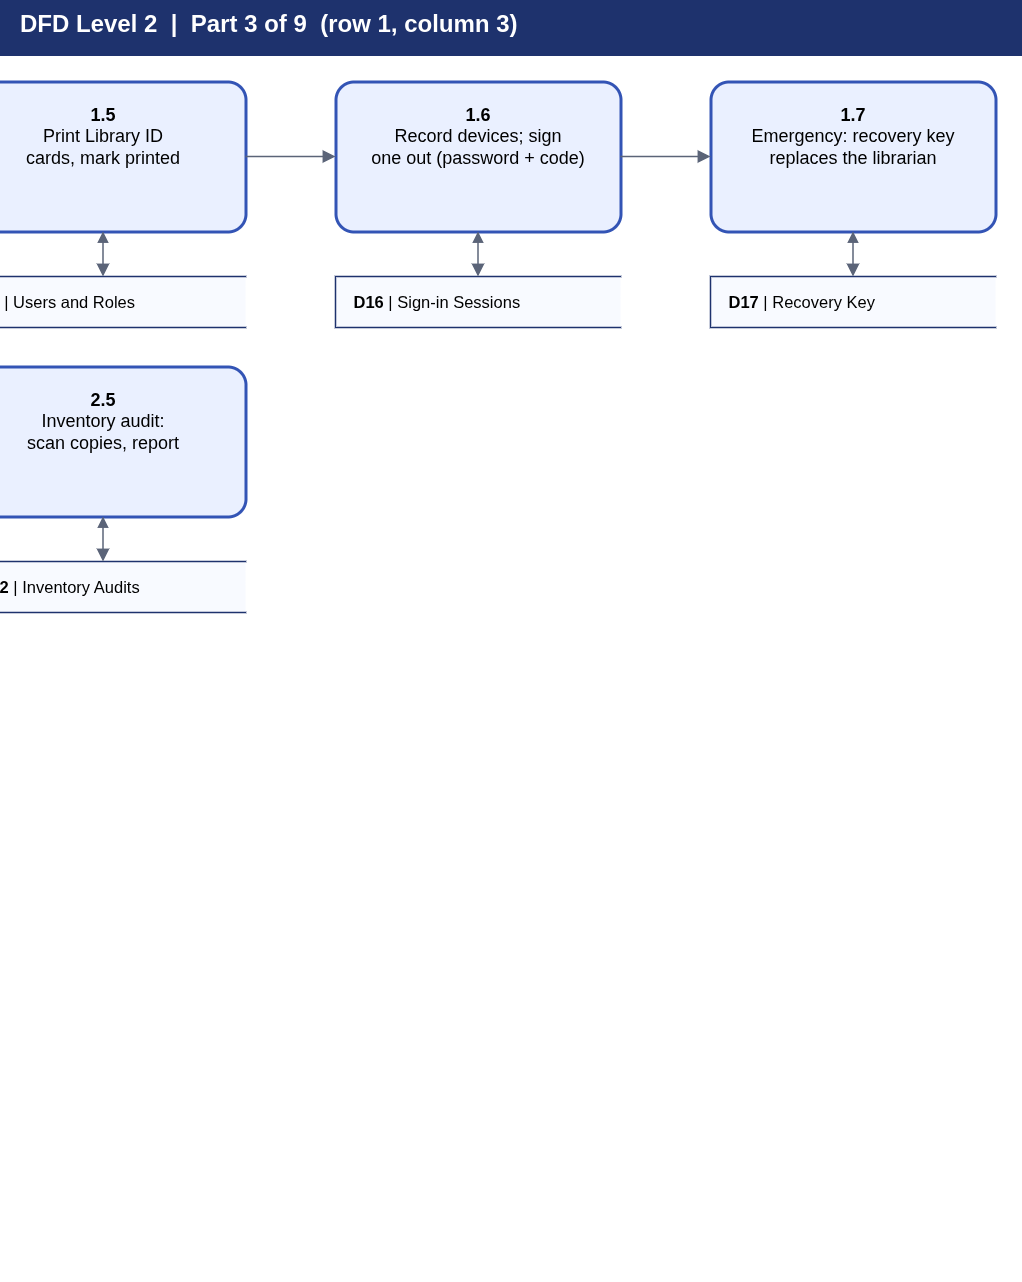 DFD Level 2 | Part 3 of 9 (row 1, column 3)
1.5
Print Library ID
cards, mark printed
1.6
Record devices; sign
one out (password + code)
1.7
Emergency: recovery key
replaces the librarian
| Users and Roles
D16 | Sign-in Sessions
D17 | Recovery Key
2.5
Inventory audit:
scan copies, report
2 | Inventory Audits